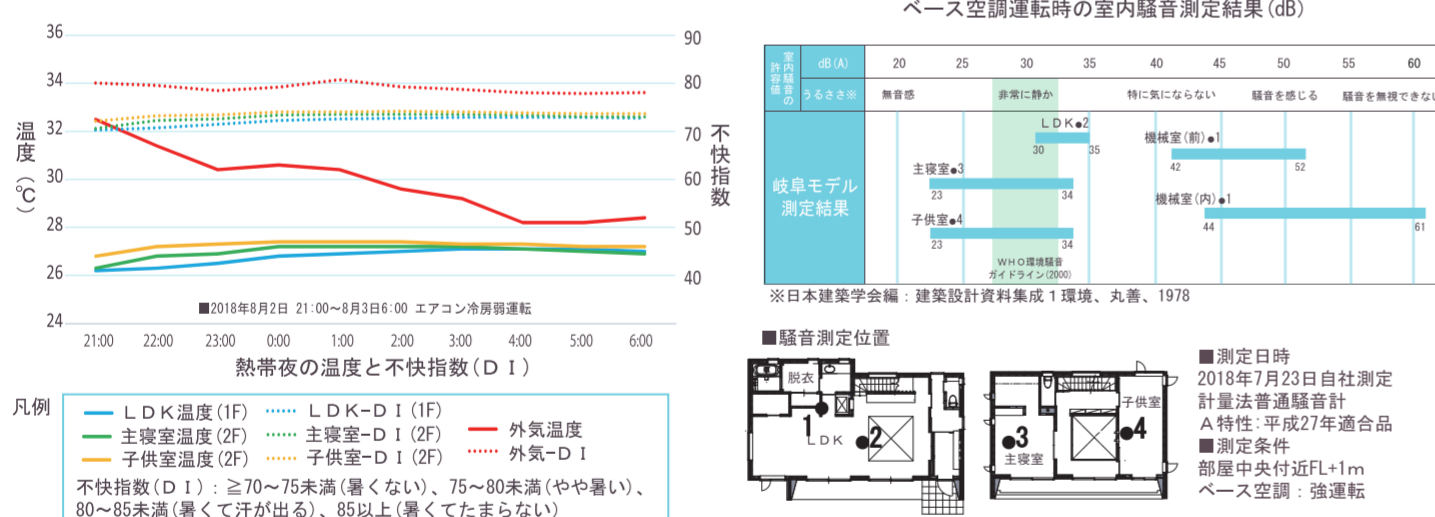 36
34
32
30
28
26
24
温度(℃)
90
80
70
60
50
40
不快指数
■2018年8月2日 21:00〜8月3日6:00 エアコン冷房弱運転
21:00 22:00 23:00 0:00 1:00 2:00 3:00 4:00 5:00 6:00
熱帯夜の温度と不快指数(DI)
凡例
LDK温度(1F) LDK-DI(1F)
主寝室温度(2F) 主寝室-DI(2F) 外気温度
子供室温度(2F) 子供室-DI(2F) 外気-DI
不快指数(DI):≧70〜75未満(暑くない)、75〜80未満(やや暑い)、
80〜85未満(暑くて汗が出る)、85以上(暑くてたまらない)
ベース空調運転時の室内騒音測定結果(dB)
室内騒音の許容値
dB(A) 20 25 30 35 40 45 50 55 60
うるささ※ 無音感 非常に静か 特に気にならない 騒音を感じる 騒音を無視できない
岐阜モデル
測定結果
LDK●2
30 35
機械室(前)●1
42 52
主寝室●3
23 34
機械室(内)●1
44 61
子供室●4
23 34
WHO環境騒音
ガイドライン(2000)
※日本建築学会編:建築設計資料集成1環境、丸善、1978
■騒音測定位置
脱衣
1
LDK
2
3
主寝室
子供室
4
■測定日時
2018年7月23日自社測定
計量法普通騒音計
A特性:平成27年適合品
■測定条件
部屋中央付近FL+1m
ベース空調:強運転